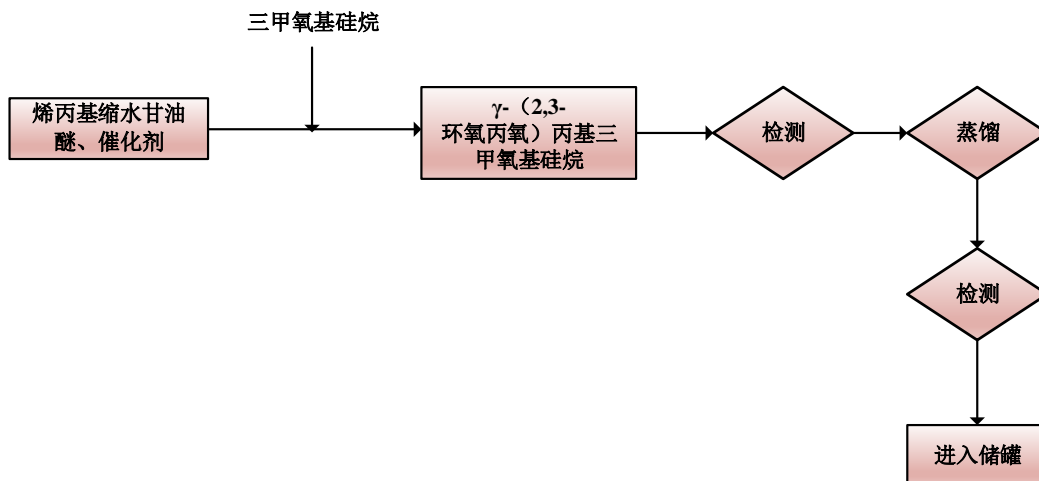 三甲氧基硅烷
烯丙基缩水甘油
醚、催化剂
γ-（2,3-
环氧丙氧）丙基三
甲氧基硅烷
检测
蒸馏
检测
进入储罐